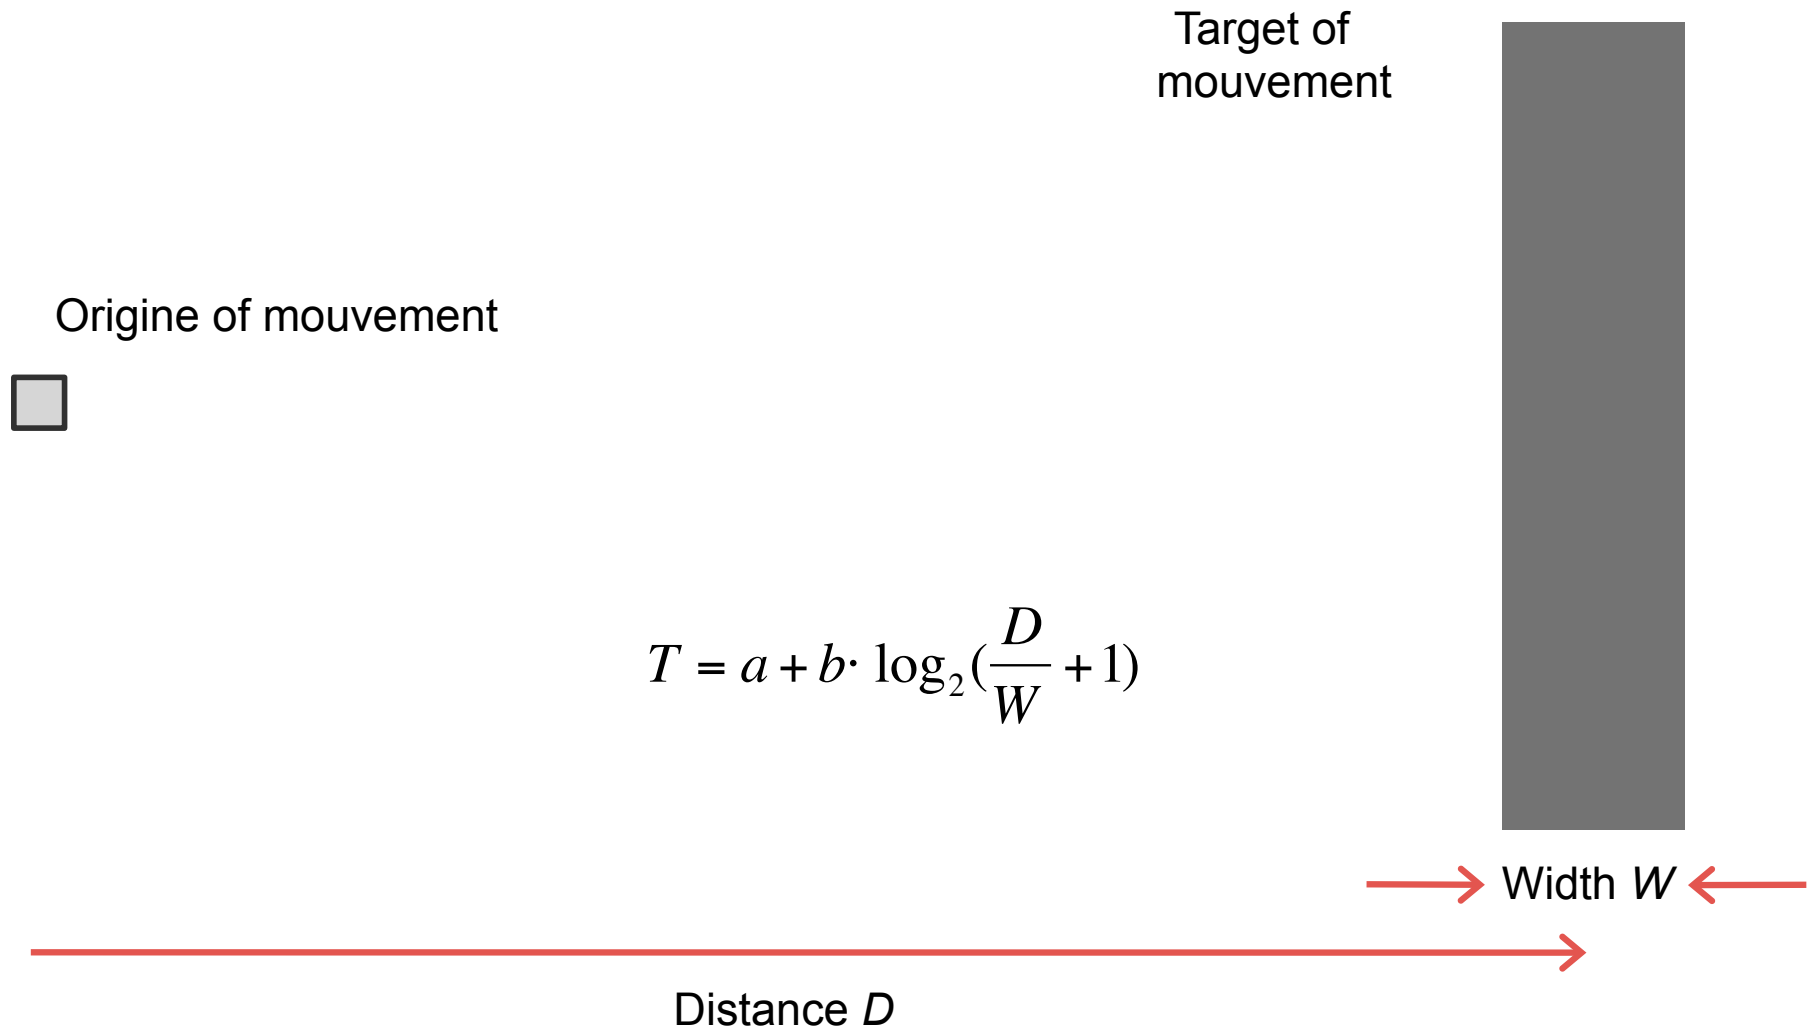 Target of
mouvement
Origine of mouvement
T = a + b· log₂(D/W + 1)
Width W
Distance D